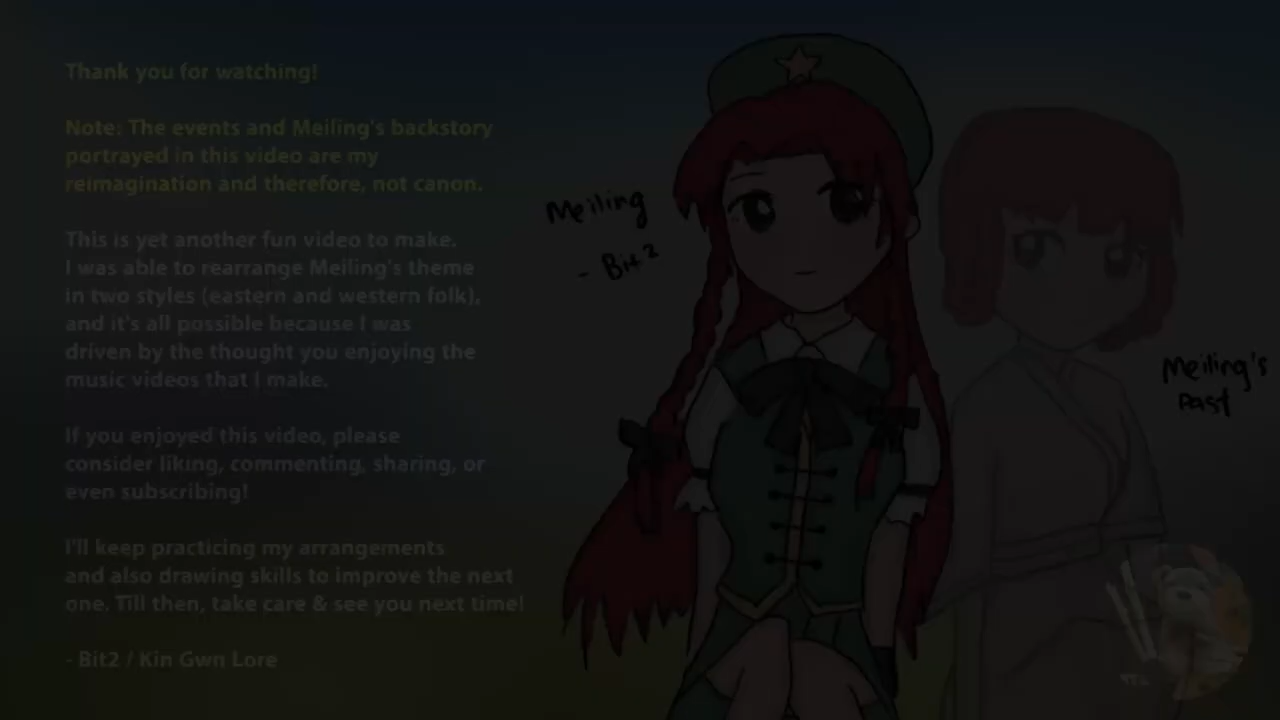 Thank you for watching!
Note: The events and Meiling's backstory
portrayed in this video are my
reimagination and therefore, not canon.
This is yet another fun video to make.
I was able to rearrange Meiling's theme
in two styles (eastern and western folk),
and it's all possible because I was
driven by the thought you enjoying the
music videos that I make.
If you enjoyed this video, please
consider liking, commenting, sharing, or
even subscribing!
I'll keep practicing my arrangements
and also drawing skills to improve the next
one. Till then, take care & see you next time!
- Bit2 / Kin Gwn Lore
Meiling
- Bit 2
Meiling's
Past